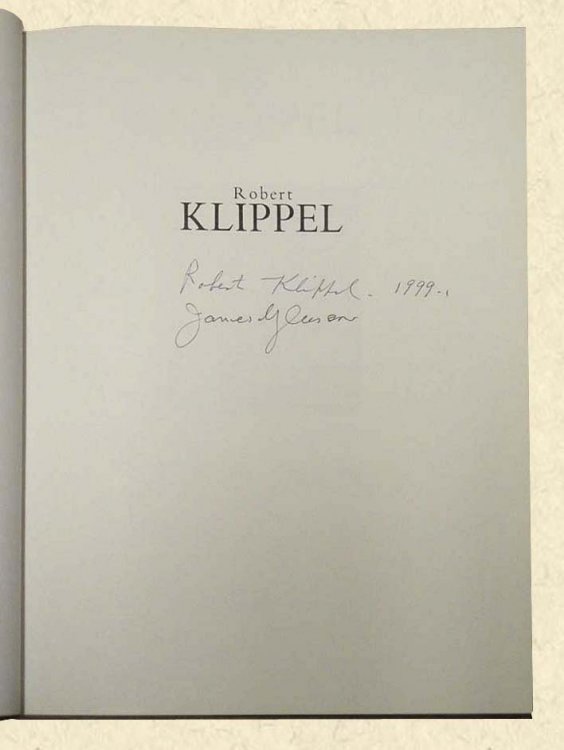 Robert
KLIPPEL
Robert Klippel. 1999.
James Gleeson